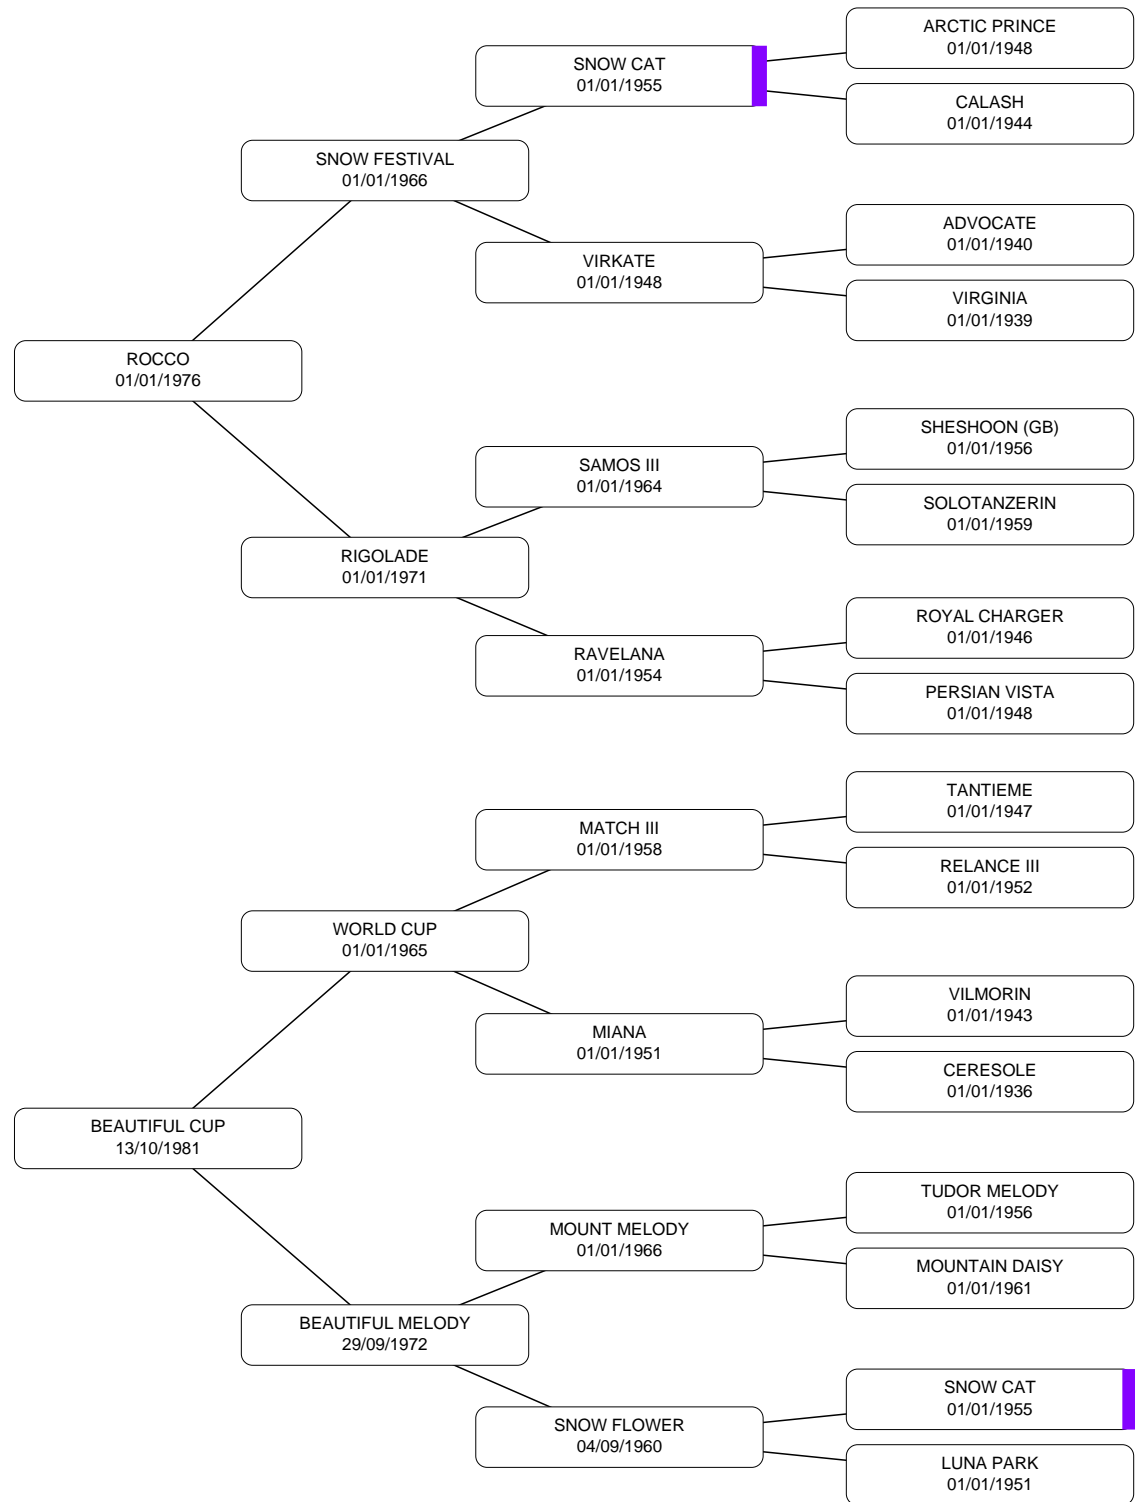 ARCTIC PRINCE
01/01/1948
SNOW CAT
01/01/1955
CALASH
01/01/1944
SNOW FESTIVAL
01/01/1966
ADVOCATE
01/01/1940
VIRKATE
01/01/1948
VIRGINIA
01/01/1939
ROCCO
01/01/1976
SHESHOON (GB)
01/01/1956
SAMOS III
01/01/1964
SOLOTANZERIN
01/01/1959
RIGOLADE
01/01/1971
ROYAL CHARGER
01/01/1946
RAVELANA
01/01/1954
PERSIAN VISTA
01/01/1948
TANTIEME
01/01/1947
MATCH III
01/01/1958
RELANCE III
01/01/1952
WORLD CUP
01/01/1965
VILMORIN
01/01/1943
MIANA
01/01/1951
CERESOLE
01/01/1936
BEAUTIFUL CUP
13/10/1981
TUDOR MELODY
01/01/1956
MOUNT MELODY
01/01/1966
MOUNTAIN DAISY
01/01/1961
BEAUTIFUL MELODY
29/09/1972
SNOW CAT
01/01/1955
SNOW FLOWER
04/09/1960
LUNA PARK
01/01/1951